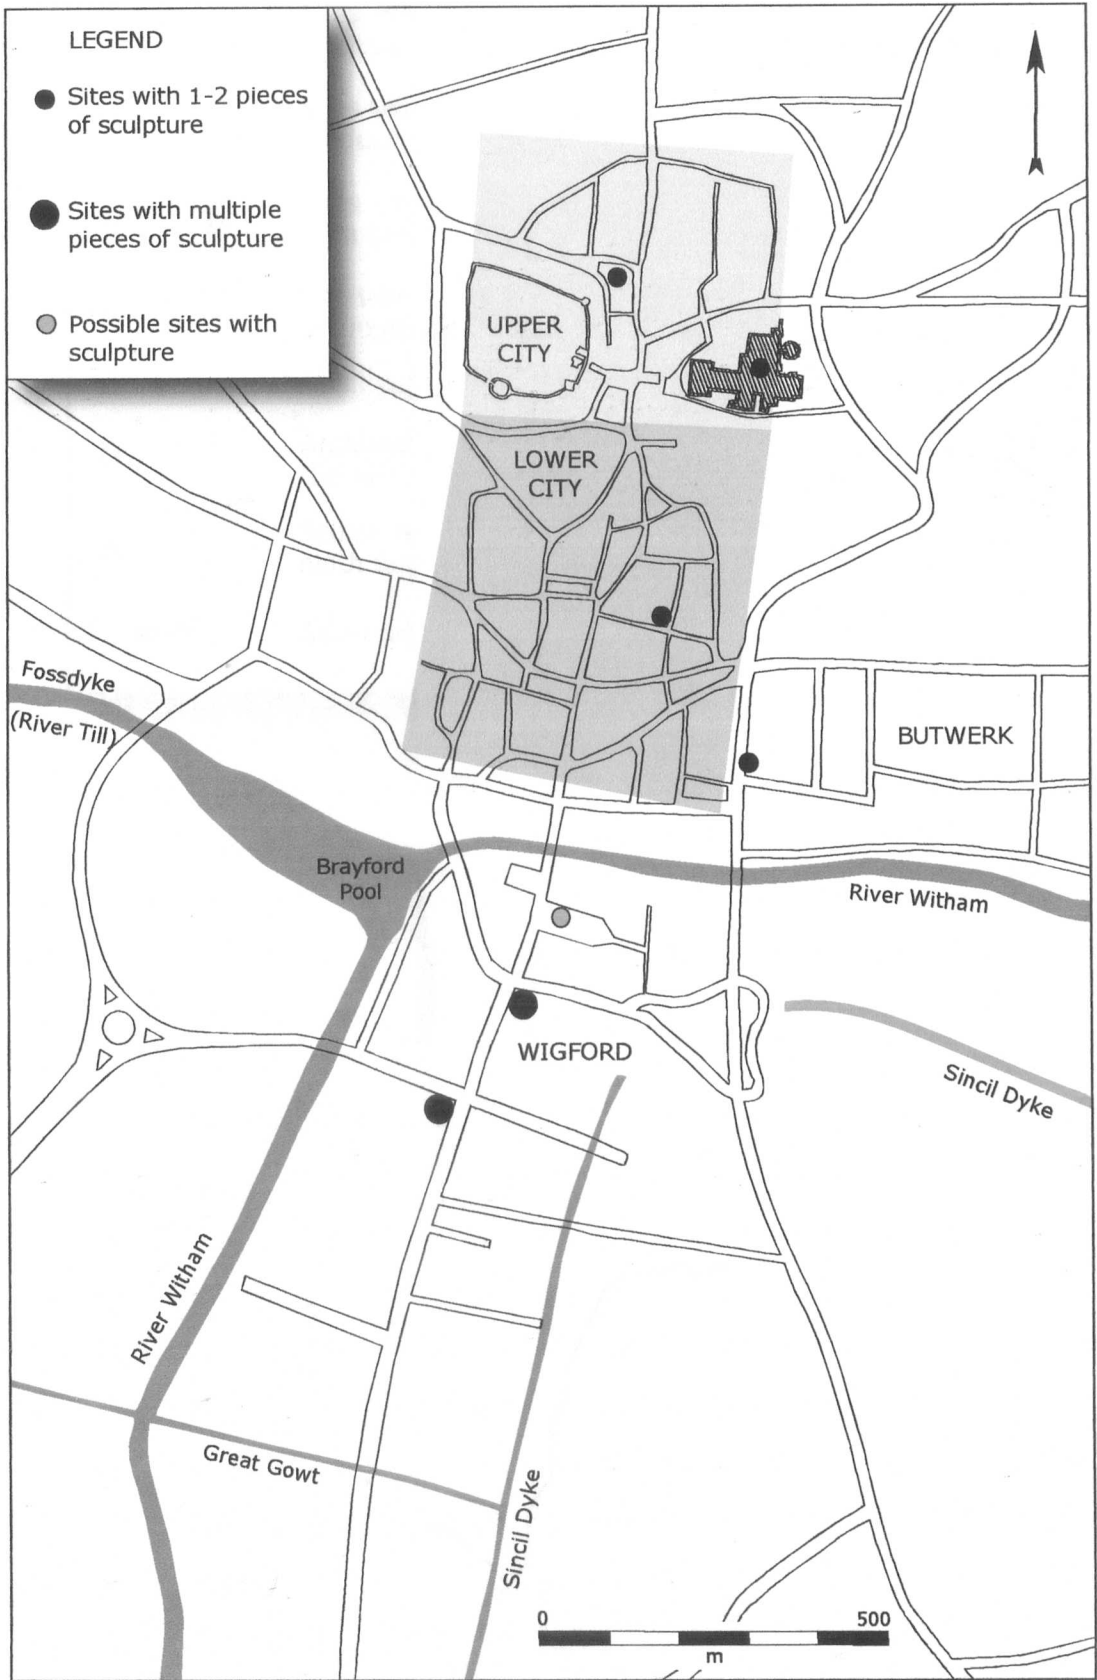 LEGEND
Sites with 1-2 pieces
of sculpture
Sites with multiple
pieces of sculpture
Possible sites with
sculpture
UPPER
CITY
LOWER
CITY
Fossdyke
(River Till)
BUTWERK
Brayford
Pool
River Witham
WIGFORD
Sincil Dyke
River Witham
Great Gowt
Sincil Dyke
0 500
m